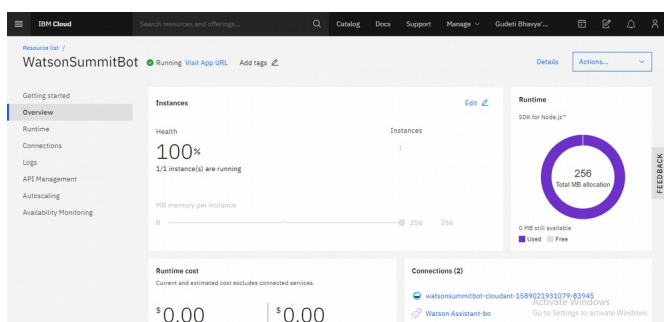 IBM Cloud
Search resources and offerings...
Catalog
Docs
Support
Manage
Gudeti Bhavya'...
Resource list /
WatsonSummitBot
Running Visit App URL
Add tags
Details
Actions...
Getting started
Overview
Runtime
Connections
Logs
API Management
Autoscaling
Availability Monitoring
Instances
Edit
Health
100%
1/1 instance(s) are running
Instances
1
MB memory per instance
0
256
256
Runtime
SDK for Node.js™
256
Total MB allocation
0 MB still available
Used
Free
FEEDBACK
Runtime cost
Current and estimated cost excludes connected services.
$0.00
$0.00
Connections (2)
watsonsummitbot-cloudant-1589021931079-83945
Watson Assistant-bo
Activate Windows
Go to Settings to activate Windows.